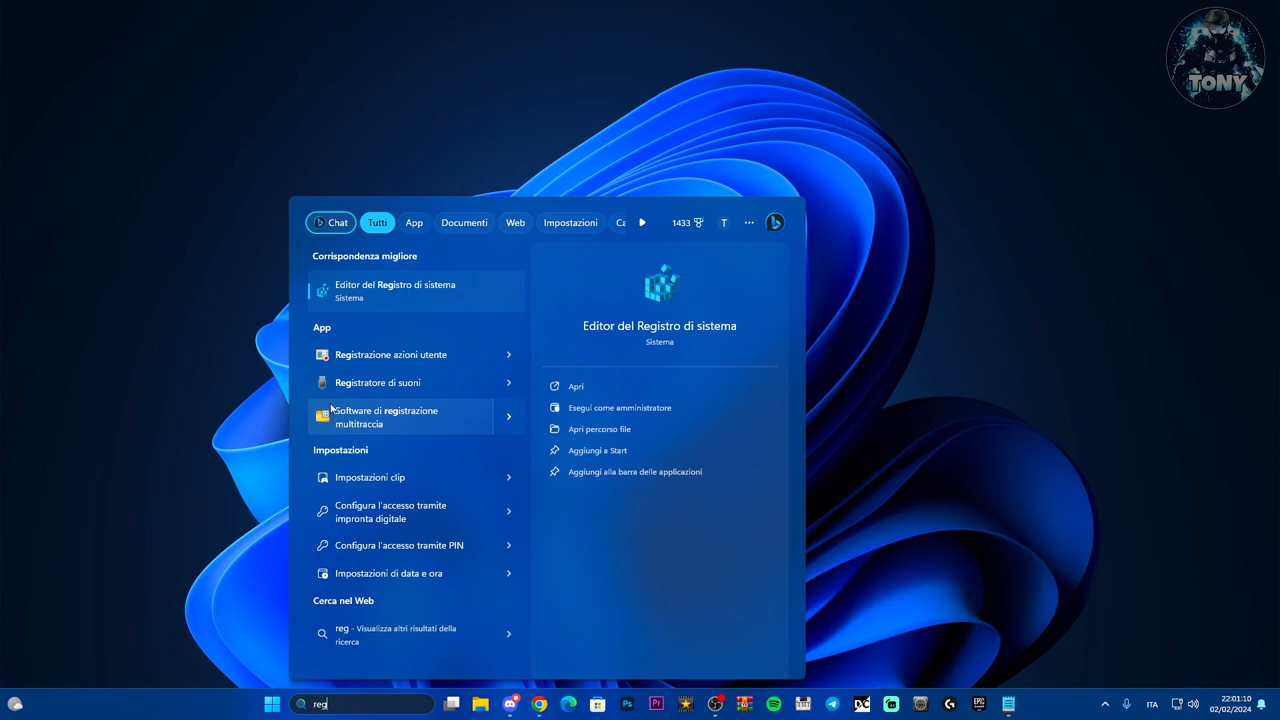 TONY
Chat
Tutti
App
Documenti
Web
Impostazioni
Ca
1433
T
Corrispondenza migliore
Editor del Registro di sistema
Sistema
App
Registrazione azioni utente
Registratore di suoni
Software di registrazione
multitraccia
Impostazioni
Impostazioni clip
Configura l'accesso tramite
impronta digitale
Configura l'accesso tramite PIN
Impostazioni di data e ora
Cerca nel Web
reg - Visualizza altri risultati della
ricerca
Editor del Registro di sistema
Sistema
Apri
Esegui come amministratore
Apri percorso file
Aggiungi a Start
Aggiungi alla barra delle applicazioni
reg
Ps
Pr
EPIC
ITA
22:01:10
02/02/2024